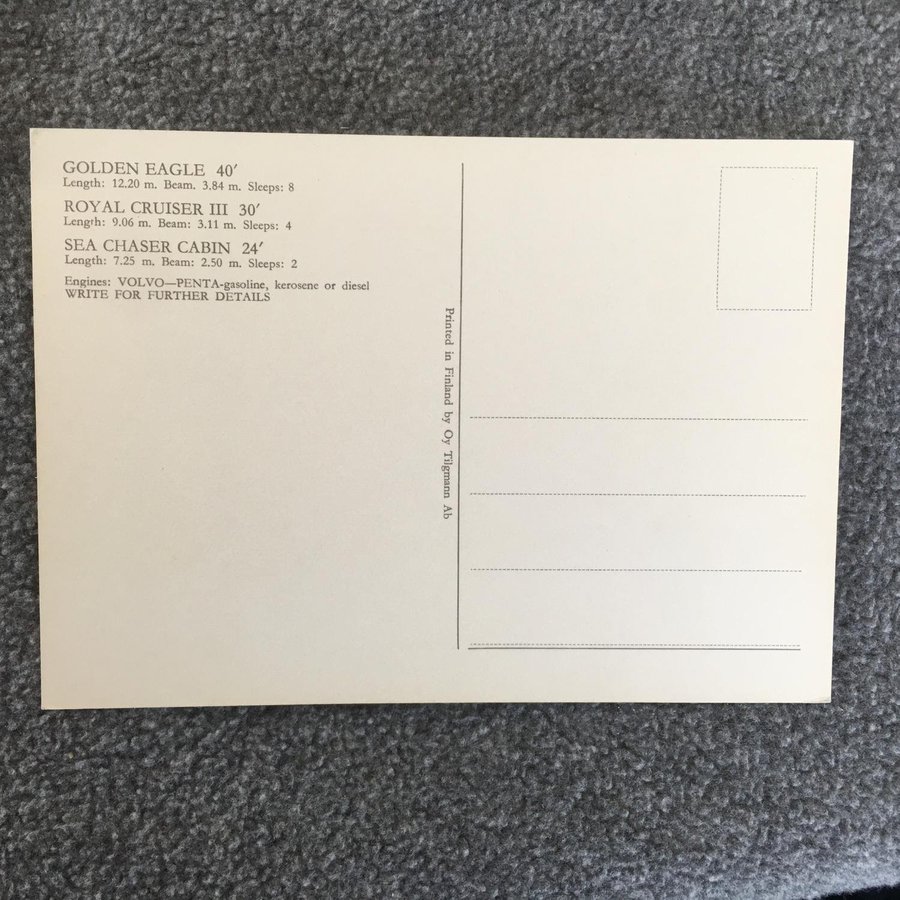 GOLDEN EAGLE 40′
Length: 12.20 m. Beam. 3.84 m. Sleeps: 8
ROYAL CRUISER III 30′
Length: 9.06 m. Beam: 3.11 m. Sleeps: 4
SEA CHASER CABIN 24′
Length: 7.25 m. Beam: 2.50 m. Sleeps: 2
Engines: VOLVO—PENTA-gasoline, kerosene or diesel
WRITE FOR FURTHER DETAILS
Printed in Finland by Oy Tilgmann Ab